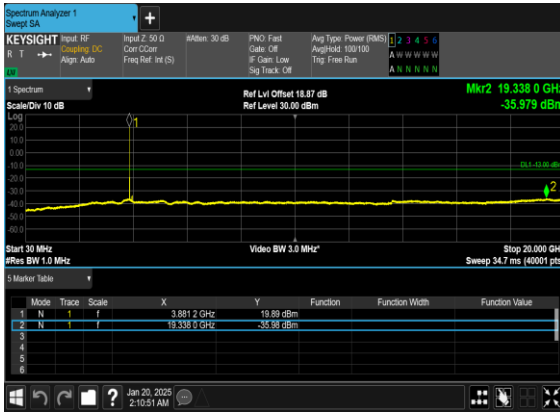 Spectrum Analyzer 1
Swept SA
+
KEYSIGHT Input: RF Input Z: 50 Ω #Atten: 30 dB PNO: Fast Avg Type: Power (RMS) 1 2 3 4 5 6
R T Coupling: DC Corr CCorr Gate: Off Avg|Hold: 100/100 A W W W W W
Align: Auto Freq Ref: Int (S) IF Gain: Low Trig: Free Run
Sig Track: Off A N N N N N
1 Spectrum Ref Lvl Offset 18.87 dB Mkr2 19.338 0 GHz
Scale/Div 10 dB Ref Level 30.00 dBm -35.979 dBm
Log
20.0
10.0
0.00
-10.0
-20.0
-30.0
-40.0
-50.0
-60.0
1
DL1 -13.00 dBm
2
Start 30 MHz Video BW 3.0 MHz* Stop 20.000 GH
#Res BW 1.0 MHz Sweep 34.7 ms (40001 pts
5 Marker Table
Mode Trace Scale X Y Function Function Width Function Value
1 N 1 f 3.881 2 GHz 19.89 dBm
2 N 1 f 19.338 0 GHz -35.98 dBm
3
4
5
6
? Jan 20, 2025
2:10:51 AM